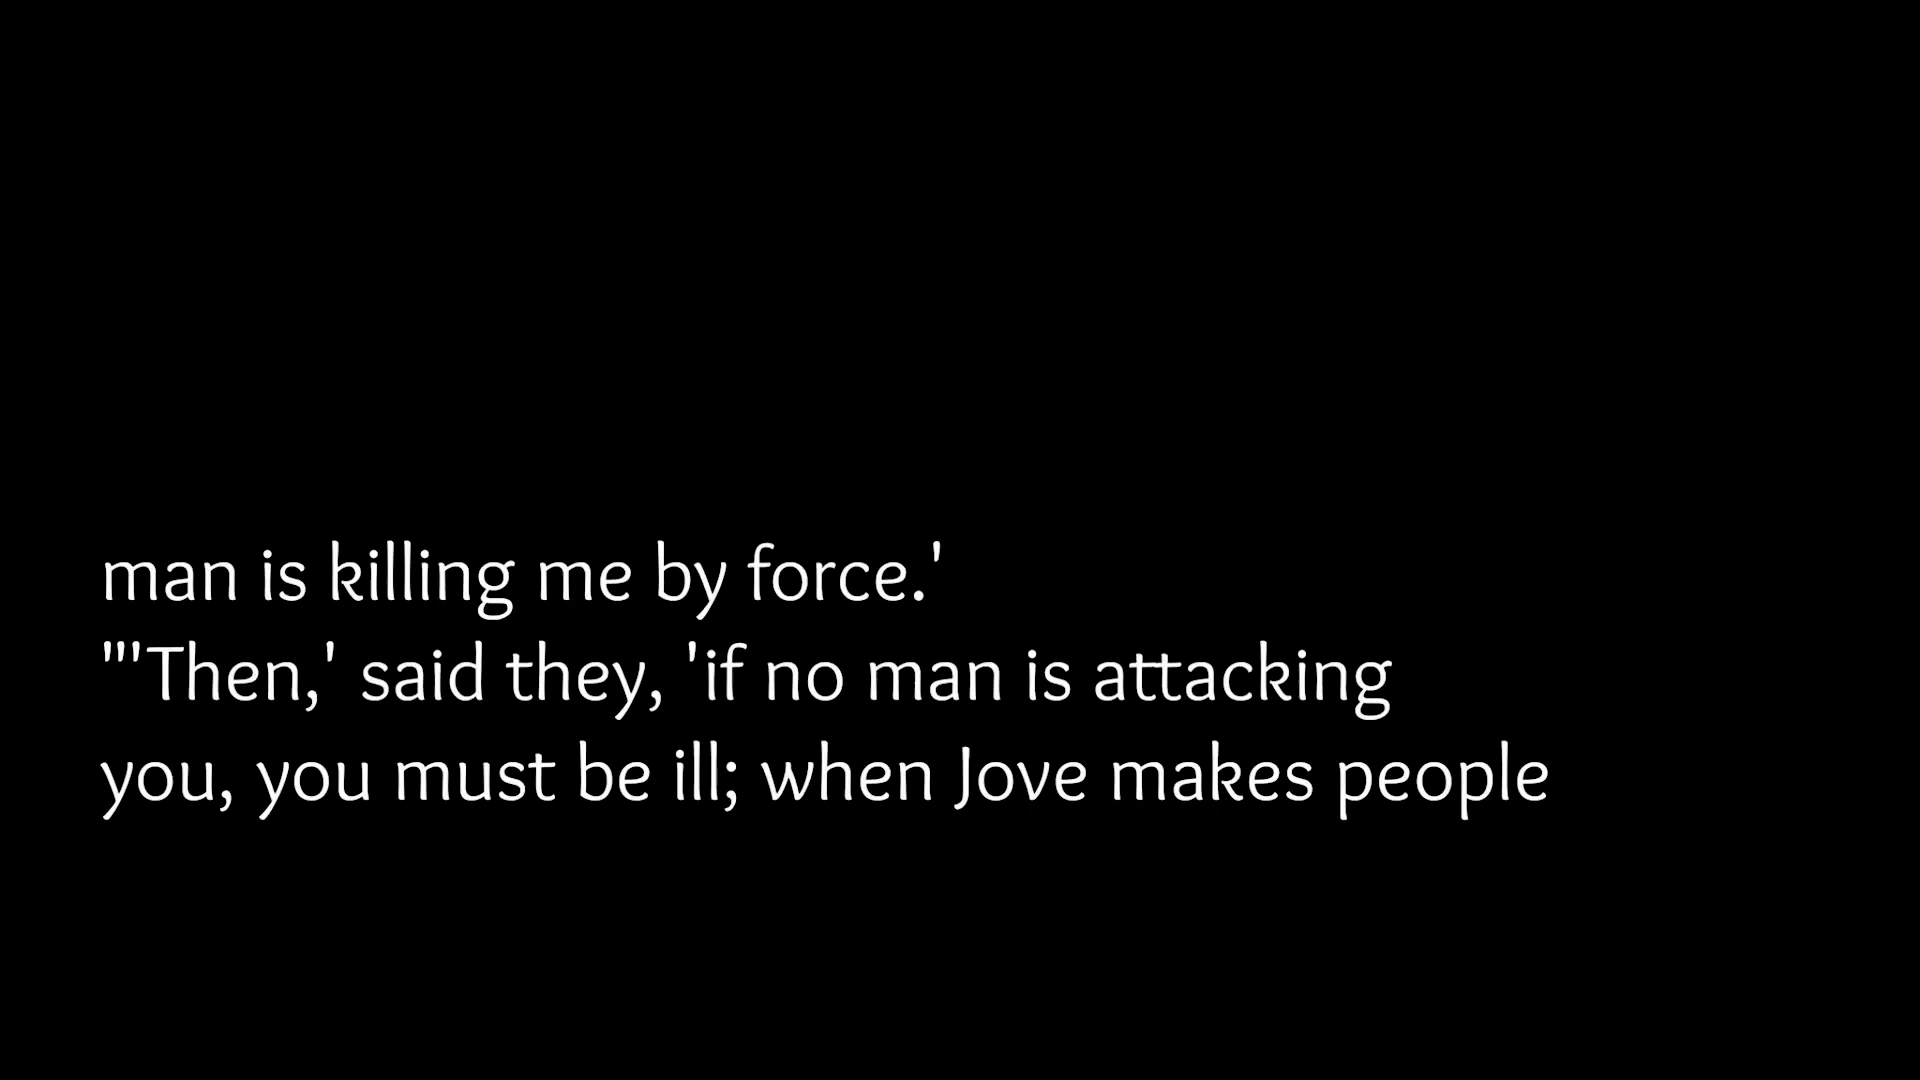 man is killing me by force.'
"'Then,' said they, 'if no man is attacking
you, you must be ill; when Jove makes people